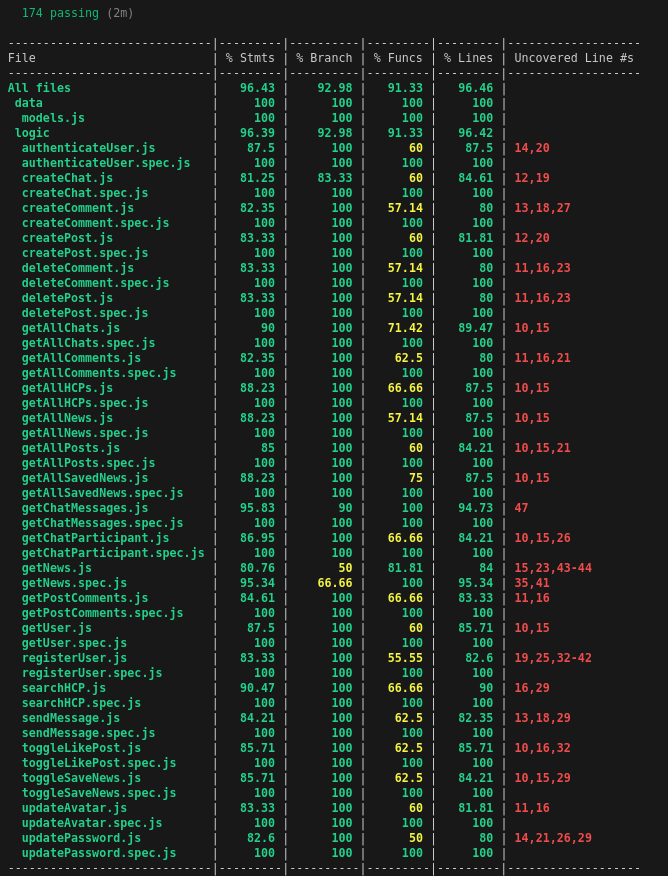 174 passing (2m)
---------------------------|---------|----------|---------|---------|-------------------
File                       | % Stmts | % Branch | % Funcs | % Lines | Uncovered Line #s
---------------------------|---------|----------|---------|---------|-------------------
All files                  |   96.43 |    92.98 |   91.33 |   96.46 |
 data                      |     100 |      100 |     100 |     100 |
  models.js                |     100 |      100 |     100 |     100 |
 logic                     |   96.39 |    92.98 |   91.33 |   96.42 |
  authenticateUser.js      |    87.5 |      100 |      60 |    87.5 | 14,20
  authenticateUser.spec.js |     100 |      100 |     100 |     100 |
  createChat.js            |   81.25 |    83.33 |      60 |   84.61 | 12,19
  createChat.spec.js       |     100 |      100 |     100 |     100 |
  createComment.js         |   82.35 |      100 |   57.14 |      80 | 13,18,27
  createComment.spec.js    |     100 |      100 |     100 |     100 |
  createPost.js            |   83.33 |      100 |      60 |   81.81 | 12,20
  createPost.spec.js       |     100 |      100 |     100 |     100 |
  deleteComment.js         |   83.33 |      100 |   57.14 |      80 | 11,16,23
  deleteComment.spec.js    |     100 |      100 |     100 |     100 |
  deletePost.js            |   83.33 |      100 |   57.14 |      80 | 11,16,23
  deletePost.spec.js       |     100 |      100 |     100 |     100 |
  getAllChats.js           |      90 |      100 |   71.42 |   89.47 | 10,15
  getAllChats.spec.js      |     100 |      100 |     100 |     100 |
  getAllComments.js        |   82.35 |      100 |    62.5 |      80 | 11,16,21
  getAllComments.spec.js   |     100 |      100 |     100 |     100 |
  getAllHCPs.js            |   88.23 |      100 |   66.66 |    87.5 | 10,15
  getAllHCPs.spec.js       |     100 |      100 |     100 |     100 |
  getAllNews.js            |   88.23 |      100 |   57.14 |    87.5 | 10,15
  getAllNews.spec.js       |     100 |      100 |     100 |     100 |
  getAllPosts.js           |      85 |      100 |      60 |   84.21 | 10,15,21
  getAllPosts.spec.js      |     100 |      100 |     100 |     100 |
  getAllSavedNews.js       |   88.23 |      100 |      75 |    87.5 | 10,15
  getAllSavedNews.spec.js  |     100 |      100 |     100 |     100 |
  getChatMessages.js       |   95.83 |       90 |     100 |   94.73 | 47
  getChatMessages.spec.js  |     100 |      100 |     100 |     100 |
  getChatParticipant.js    |   86.95 |      100 |   66.66 |   84.21 | 10,15,26
  getChatParticipant.spec.js |     100 |      100 |     100 |     100 |
  getNews.js               |   80.76 |       50 |   81.81 |      84 | 15,23,43-44
  getNews.spec.js          |   95.34 |    66.66 |     100 |   95.34 | 35,41
  getPostComments.js       |   84.61 |      100 |   66.66 |   83.33 | 11,16
  getPostComments.spec.js  |     100 |      100 |     100 |     100 |
  getUser.js               |    87.5 |      100 |      60 |   85.71 | 10,15
  getUser.spec.js          |     100 |      100 |     100 |     100 |
  registerUser.js          |   83.33 |      100 |   55.55 |    82.6 | 19,25,32-42
  registerUser.spec.js     |     100 |      100 |     100 |     100 |
  searchHCP.js             |   90.47 |      100 |   66.66 |      90 | 16,29
  searchHCP.spec.js        |     100 |      100 |     100 |     100 |
  sendMessage.js           |   84.21 |      100 |    62.5 |   82.35 | 13,18,29
  sendMessage.spec.js      |     100 |      100 |     100 |     100 |
  toggleLikePost.js        |   85.71 |      100 |    62.5 |   85.71 | 10,16,32
  toggleLikePost.spec.js   |     100 |      100 |     100 |     100 |
  toggleSaveNews.js        |   85.71 |      100 |    62.5 |   84.21 | 10,15,29
  toggleSaveNews.spec.js   |     100 |      100 |     100 |     100 |
  updateAvatar.js          |   83.33 |      100 |      60 |   81.81 | 11,16
  updateAvatar.spec.js     |     100 |      100 |     100 |     100 |
  updatePassword.js        |    82.6 |      100 |      50 |      80 | 14,21,26,29
  updatePassword.spec.js   |     100 |      100 |     100 |     100 |
---------------------------|---------|----------|---------|---------|-------------------